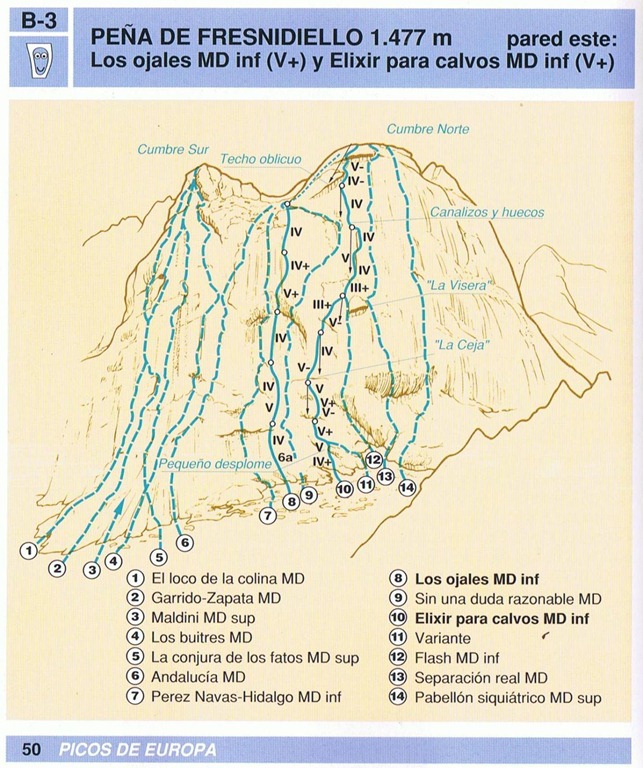 B-3
PEÑA DE FRESNIDIELLO 1.477 m pared este:
Los ojales MD inf (V+) y Elixir para calvos MD inf (V+)
Cumbre Norte
Cumbre Sur
Techo oblicuo
V-
IV-
IV
Canalizos y huecos
IV
IV
V
IV+
IV
"La Visera"
III+
V+
III+
V-
IV
"La Ceja"
IV
V-
IV
V
V
V+
V-
IV
V+
V
6a
IV+
Pequeño desplome
12
13
14
11
10
9
8
7
6
5
4
3
2
1
1 El loco de la colina MD
2 Garrido-Zapata MD
3 Maldini MD sup
4 Los buitres MD
5 La conjura de los fatos MD sup
6 Andalucía MD
7 Perez Navas-Hidalgo MD inf
8 Los ojales MD inf
9 Sin una duda razonable MD
10 Elixir para calvos MD inf
11 Variante
12 Flash MD inf
13 Separación real MD
14 Pabellón siquiátrico MD sup
50 PICOS DE EUROPA